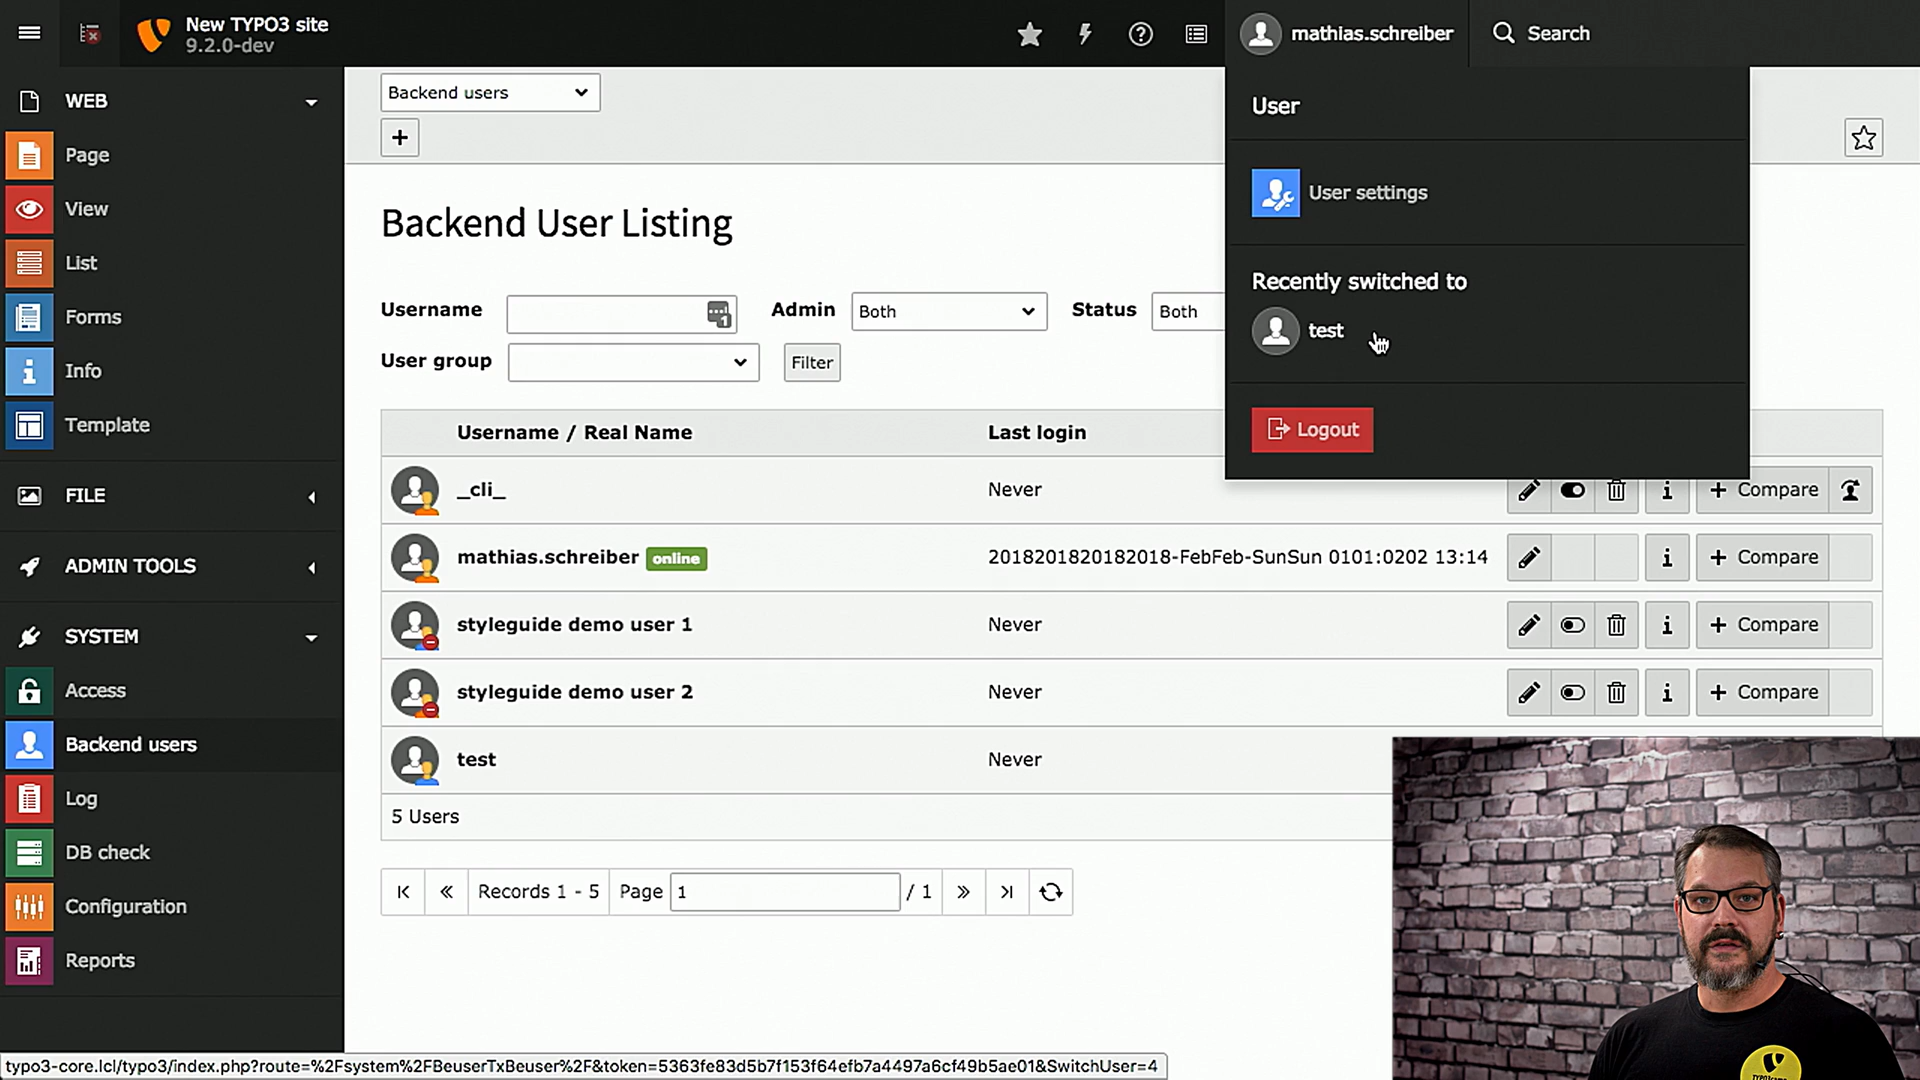 New TYPO3 site
9.2.0-dev
mathias.schreiber
Search
WEB
Page
View
List
Forms
Info
Template
FILE
ADMIN TOOLS
SYSTEM
Access
Backend users
Log
DB check
Configuration
Reports
Backend users
+
Backend User Listing
Username
Admin
Both
Status
Both
User group
Filter
User
User settings
Recently switched to
test
Logout
Username / Real Name
Last login
_cli_
Never
+ Compare
mathias.schreiber online
2018201820182018-FebFeb-SunSun 0101:0202 13:14
+ Compare
styleguide demo user 1
Never
+ Compare
styleguide demo user 2
Never
+ Compare
test
Never
5 Users
Records 1 - 5
Page
1
/ 1
typo3-core.lcl/typo3/index.php?route=%2Fsystem%2FBeuserTxBeuser%2F&token=5363fe83d5b7f153f64efb7a4497a6cf49b5ae01&SwitchUser=4